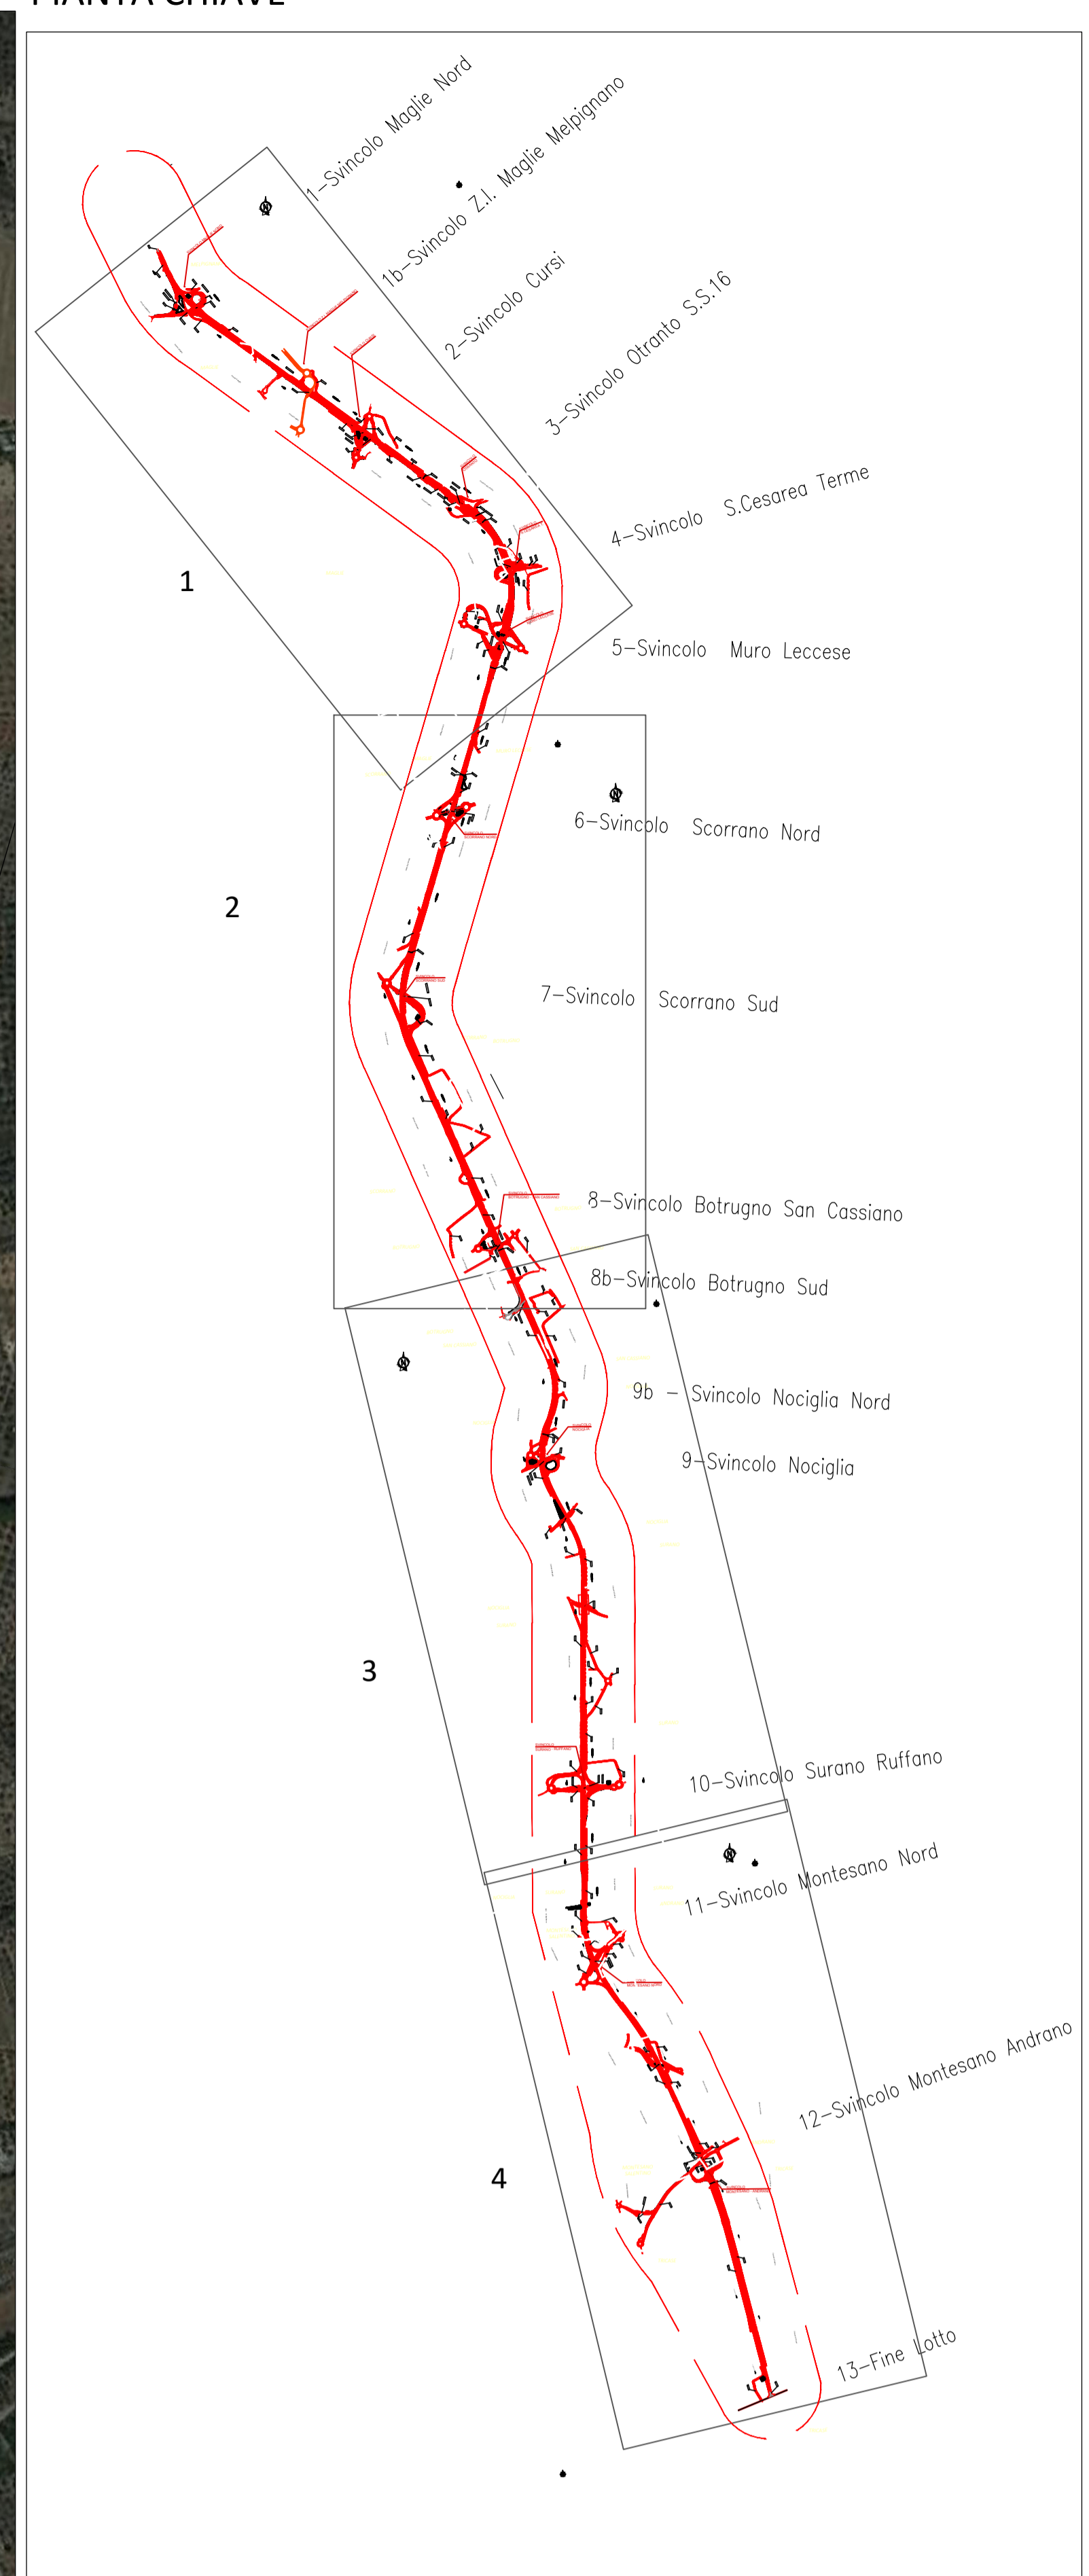 PIANTA CHIAVE
1-Svincolo Maglie Nord
1b-Svincolo Z.I. Maglie Melpignano
2-Svincolo Cursi
3-Svincolo Otranto S.S.16
4-Svincolo S.Cesarea Terme
1
5-Svincolo Muro Leccese
6-Svincolo Scorrano Nord
2
7-Svincolo Scorrano Sud
8-Svincolo Botrugno San Cassiano
8b-Svincolo Botrugno Sud
9b - Svincolo Nociglia Nord
9-Svincolo Nociglia
3
10-Svincolo Surano Ruffano
11-Svincolo Montesano Nord
12-Svincolo Montesano Andrano
4
13-Fine Lotto